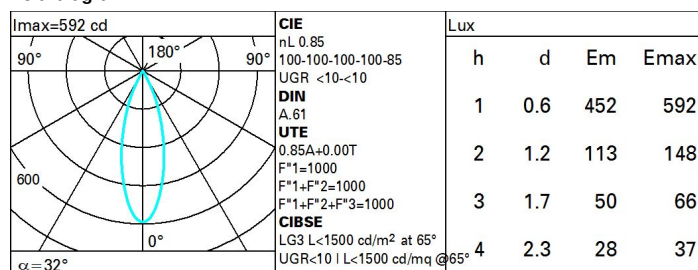 Imax=592 cd
90°
180°
90°
600
0°
α=32°
CIE
nL 0.85
100-100-100-100-85
UGR <10-<10
DIN
A.61
UTE
0.85A+0.00T
F"1=1000
F"1+F"2=1000
F"1+F"2+F"3=1000
CIBSE
LG3 L<1500 cd/m² at 65°
UGR<10 | L<1500 cd/mq @65°
Lux
h d Em Emax
1 0.6 452 592
2 1.2 113 148
3 1.7 50 66
4 2.3 28 37